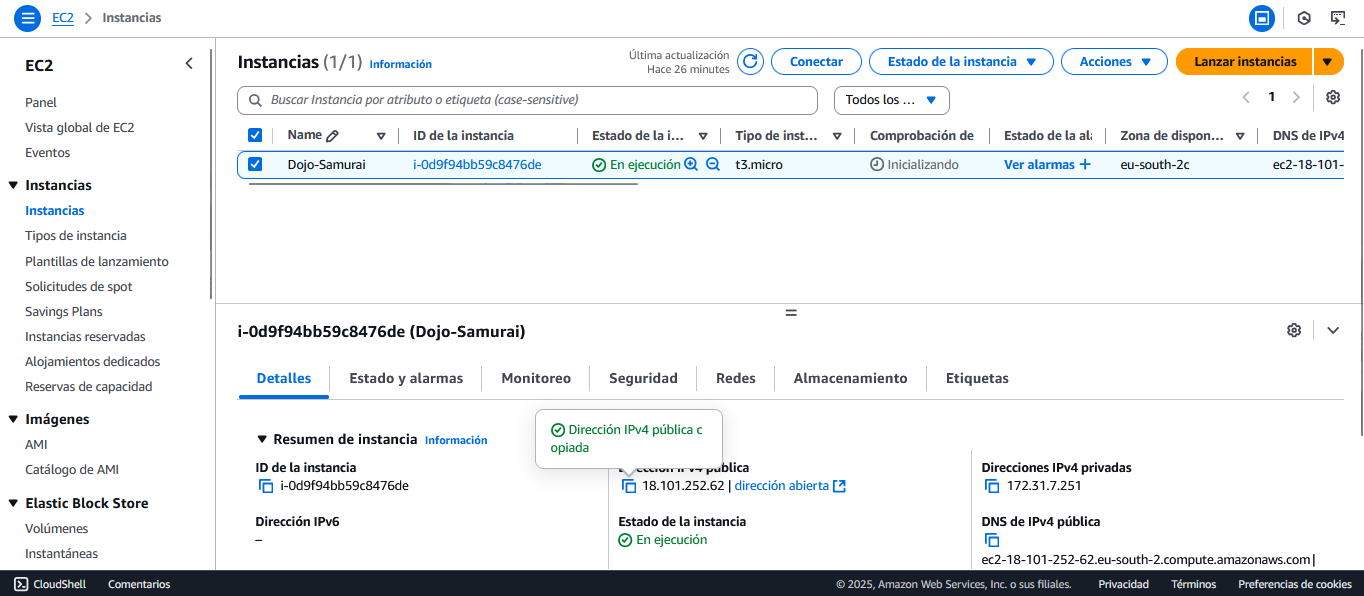 EC2 > Instancias
EC2
Panel
Vista global de EC2
Eventos
Instancias
Instancias
Tipos de instancia
Plantillas de lanzamiento
Solicitudes de spot
Savings Plans
Instancias reservadas
Alojamientos dedicados
Reservas de capacidad
Imágenes
AMI
Catálogo de AMI
Elastic Block Store
Volúmenes
Instantáneas
Instancias (1/1) Información
Última actualización
Hace 26 minutes
Conectar
Estado de la instancia
Acciones
Lanzar instancias
Buscar Instancia por atributo o etiqueta (case-sensitive)
Todos los ...
1
Name ID de la instancia Estado de la i... Tipo de inst... Comprobación de Estado de la Zona de dispon... DNS de IPv4
Dojo-Samurai i-0d9f94bb59c8476de En ejecución t3.micro Inicializando Ver alarmas + eu-south-2c ec2-18-101-
i-0d9f94bb59c8476de (Dojo-Samurai)
Detalles Estado y alarmas Monitoreo Seguridad Redes Almacenamiento Etiquetas
Dirección IPv4 pública c
opiada
Resumen de instancia Información
ID de la instancia
i-0d9f94bb59c8476de
Dirección IPv6
–
Dirección IPv4 pública
18.101.252.62 | dirección abierta
Estado de la instancia
En ejecución
Direcciones IPv4 privadas
172.31.7.251
DNS de IPv4 pública
ec2-18-101-252-62.eu-south-2.compute.amazonaws.com |
CloudShell Comentarios © 2025, Amazon Web Services, Inc. o sus filiales. Privacidad Términos Preferencias de cookies